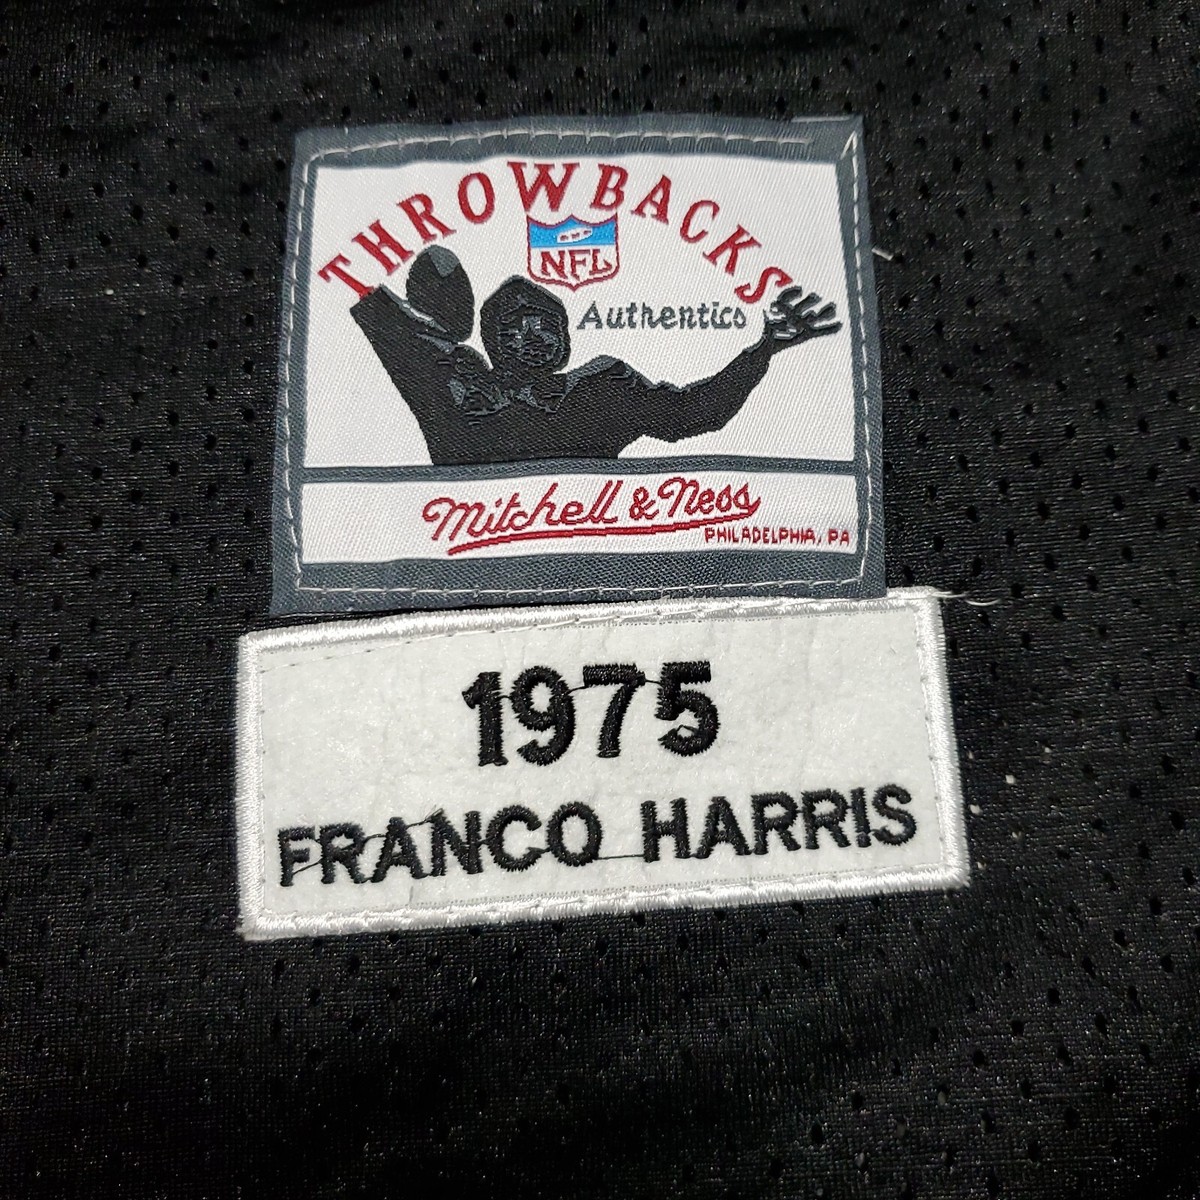 THROWBACKS
NFL
Authentics
Mitchell & Ness
PHILADELPHIA, PA
1975
FRANCO HARRIS